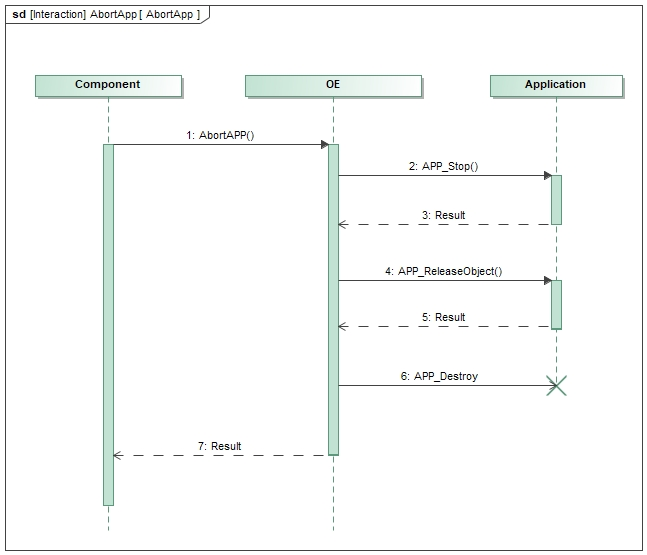 sd [Interaction] AbortApp [ AbortApp ]
Component
OE
Application
1: AbortAPP()
2: APP_Stop()
3: Result
4: APP_ReleaseObject()
5: Result
6: APP_Destroy
7: Result